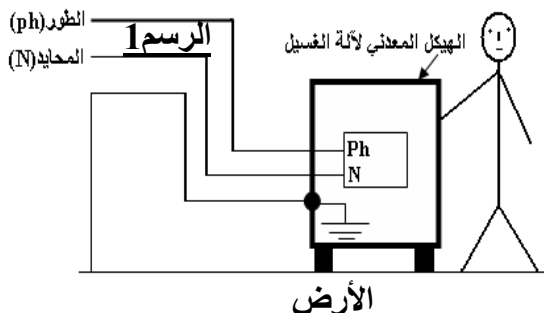 الطور(ph)
الرسم1
المحايد(N)
الهيكل المعدني لآلة الغسيل
Ph
N
الأرض